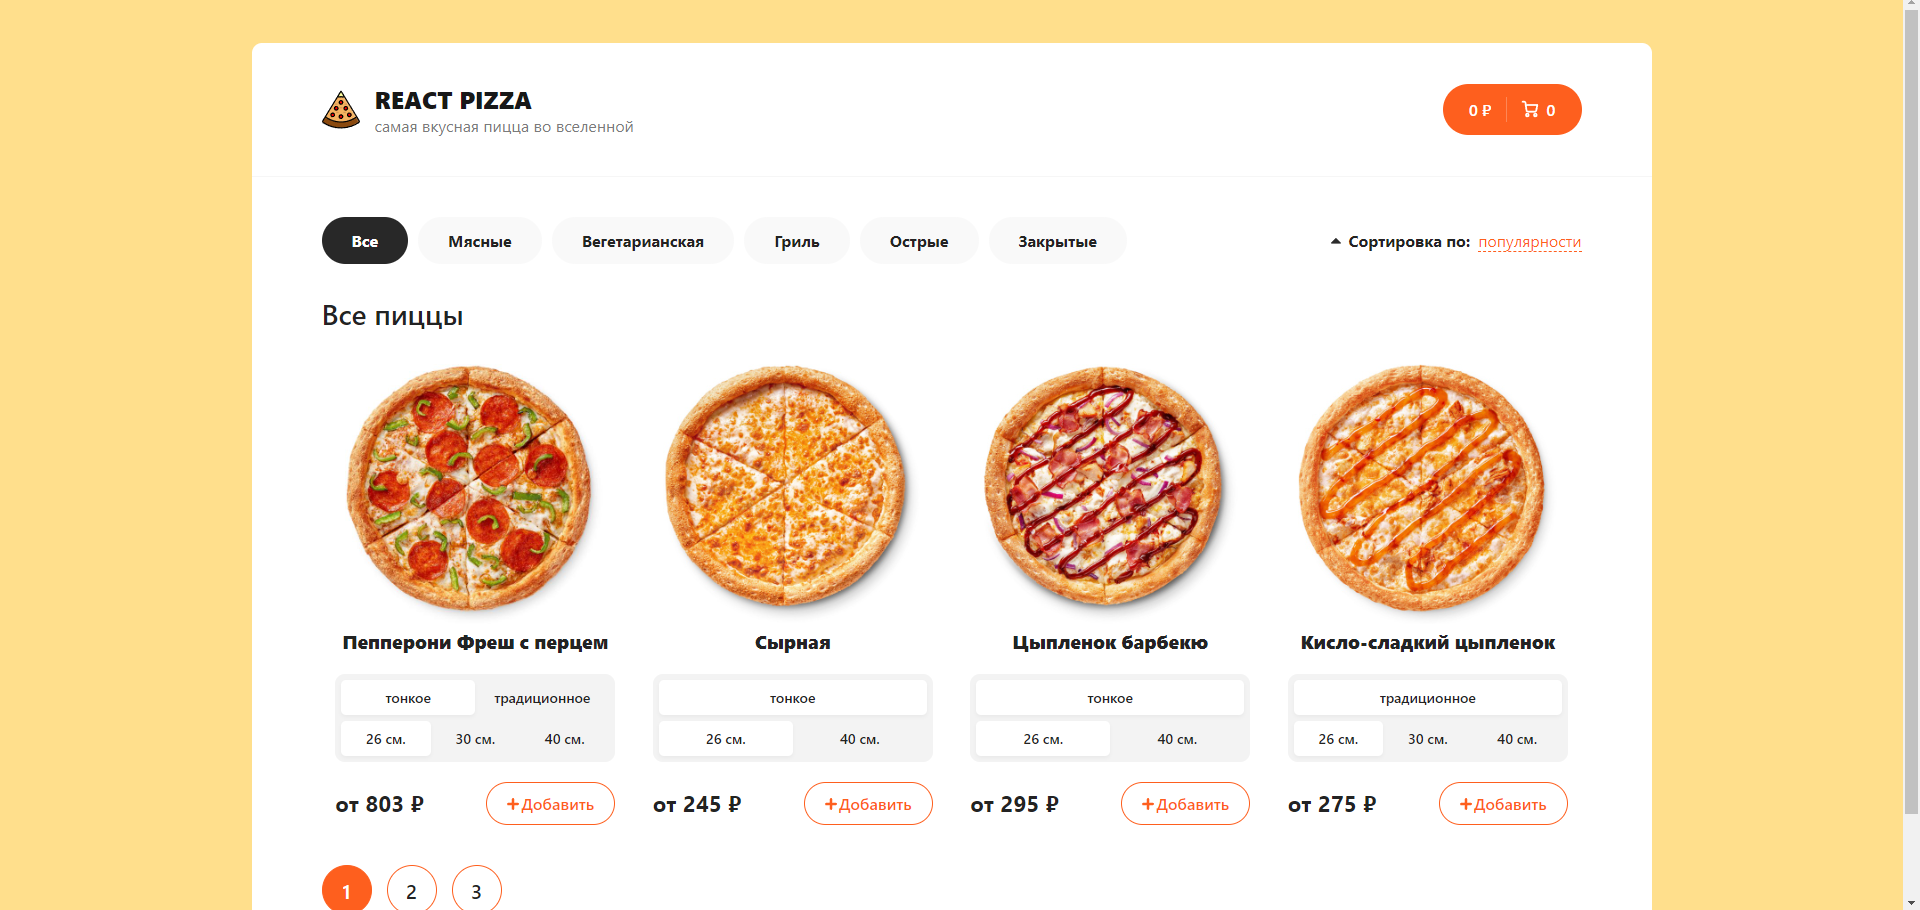 REACT PIZZA
самая вкусная пицца во вселенной
0 ₽ 0
Все Мясные Вегетарианская Гриль Острые Закрытые Сортировка по: популярности
Все пиццы
Пепперони Фреш с перцем
тонкое традиционное
26 см. 30 см. 40 см.
от 803 ₽ +Добавить
Сырная
тонкое
26 см. 40 см.
от 245 ₽ +Добавить
Цыпленок барбекю
тонкое
26 см. 40 см.
от 295 ₽ +Добавить
Кисло-сладкий цыпленок
традиционное
26 см. 30 см. 40 см.
от 275 ₽ +Добавить
1 2 3